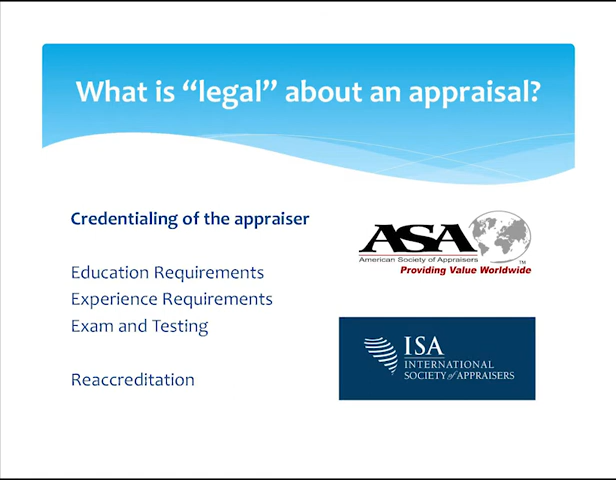 What is “legal” about an appraisal?
Credentialing of the appraiser
Education Requirements
Experience Requirements
Exam and Testing
Reaccreditation
ASA
American Society of Appraisers
TM
Providing Value Worldwide
ISA
INTERNATIONAL
SOCIETY of APPRAISERS